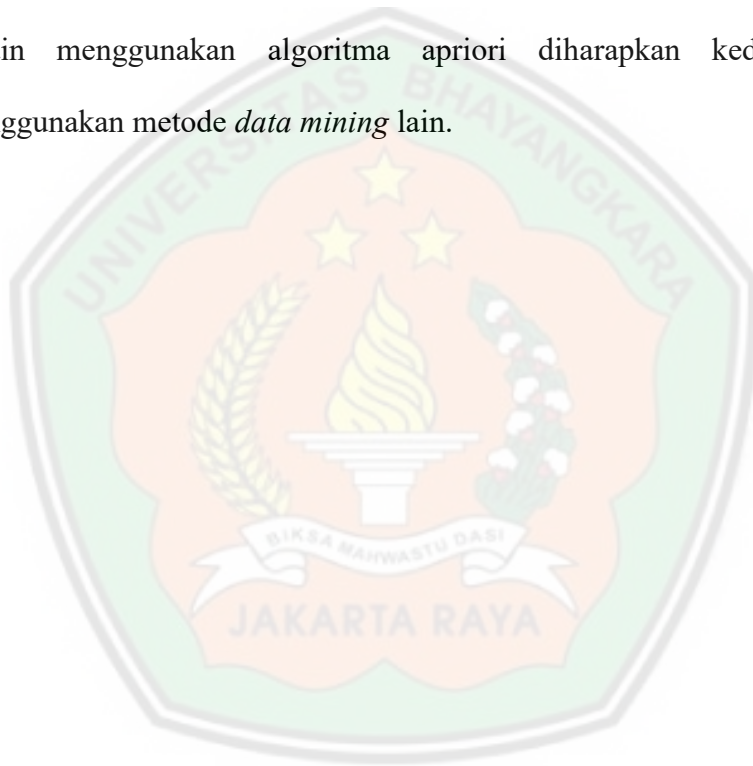 in menggunakan algoritma apriori diharapkan ked
ggunakan metode data mining lain.
UNIVERSITAS BHAYANGKARA
BIKSA MAHWASTU DASI
JAKARTA RAYA